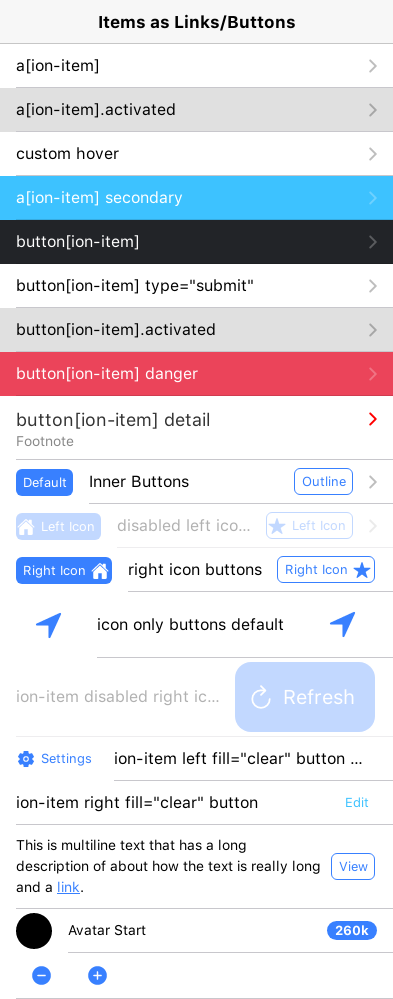 Items as Links/Buttons
a[ion-item]
a[ion-item].activated
custom hover
a[ion-item] secondary
button[ion-item]
button[ion-item] type="submit"
button[ion-item].activated
button[ion-item] danger
button[ion-item] detail
Footnote
Default Inner Buttons Outline
Left Icon disabled left ico... Left Icon
Right Icon right icon buttons Right Icon
icon only buttons default
ion-item disabled right ic... Refresh
Settings ion-item left fill="clear" button ...
ion-item right fill="clear" button Edit
This is multiline text that has a long
description of about how the text is really long
and a link.
View
Avatar Start 260k